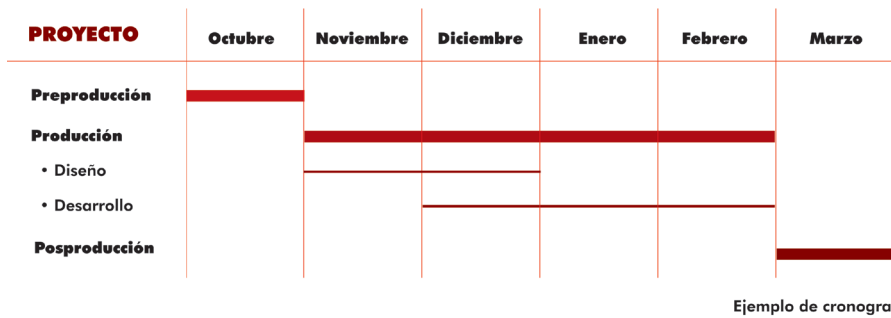 PROYECTO Octubre Noviembre Diciembre Enero Febrero Marzo
Preproducción
Producción
• Diseño
• Desarrollo
Posproducción
Ejemplo de cronogra